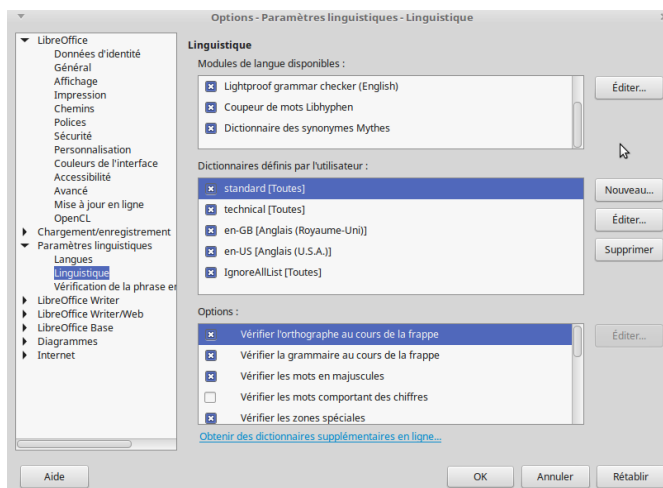 Options - Paramètres linguistiques - Linguistique
LibreOffice
Données d'identité
Général
Affichage
Impression
Chemins
Polices
Sécurité
Personnalisation
Couleurs de l'interface
Accessibilité
Avancé
Mise à jour en ligne
OpenCL
Chargement/enregistrement
Paramètres linguistiques
Langues
Linguistique
Vérification de la phrase en
LibreOffice Writer
LibreOffice Writer/Web
LibreOffice Base
Diagrammes
Internet
Linguistique
Modules de langue disponibles :
Lightproof grammar checker (English)
Coupeur de mots Libhyphen
Dictionnaire des synonymes Mythes
Éditer...
Dictionnaires définis par l'utilisateur :
standard [Toutes]
technical [Toutes]
en-GB [Anglais (Royaume-Uni)]
en-US [Anglais (U.S.A.)]
IgnoreAllList [Toutes]
Nouveau...
Éditer...
Supprimer
Options :
Vérifier l'orthographe au cours de la frappe
Vérifier la grammaire au cours de la frappe
Vérifier les mots en majuscules
Vérifier les mots comportant des chiffres
Vérifier les zones spéciales
Éditer...
Obtenir des dictionnaires supplémentaires en ligne...
Aide
OK
Annuler
Rétablir